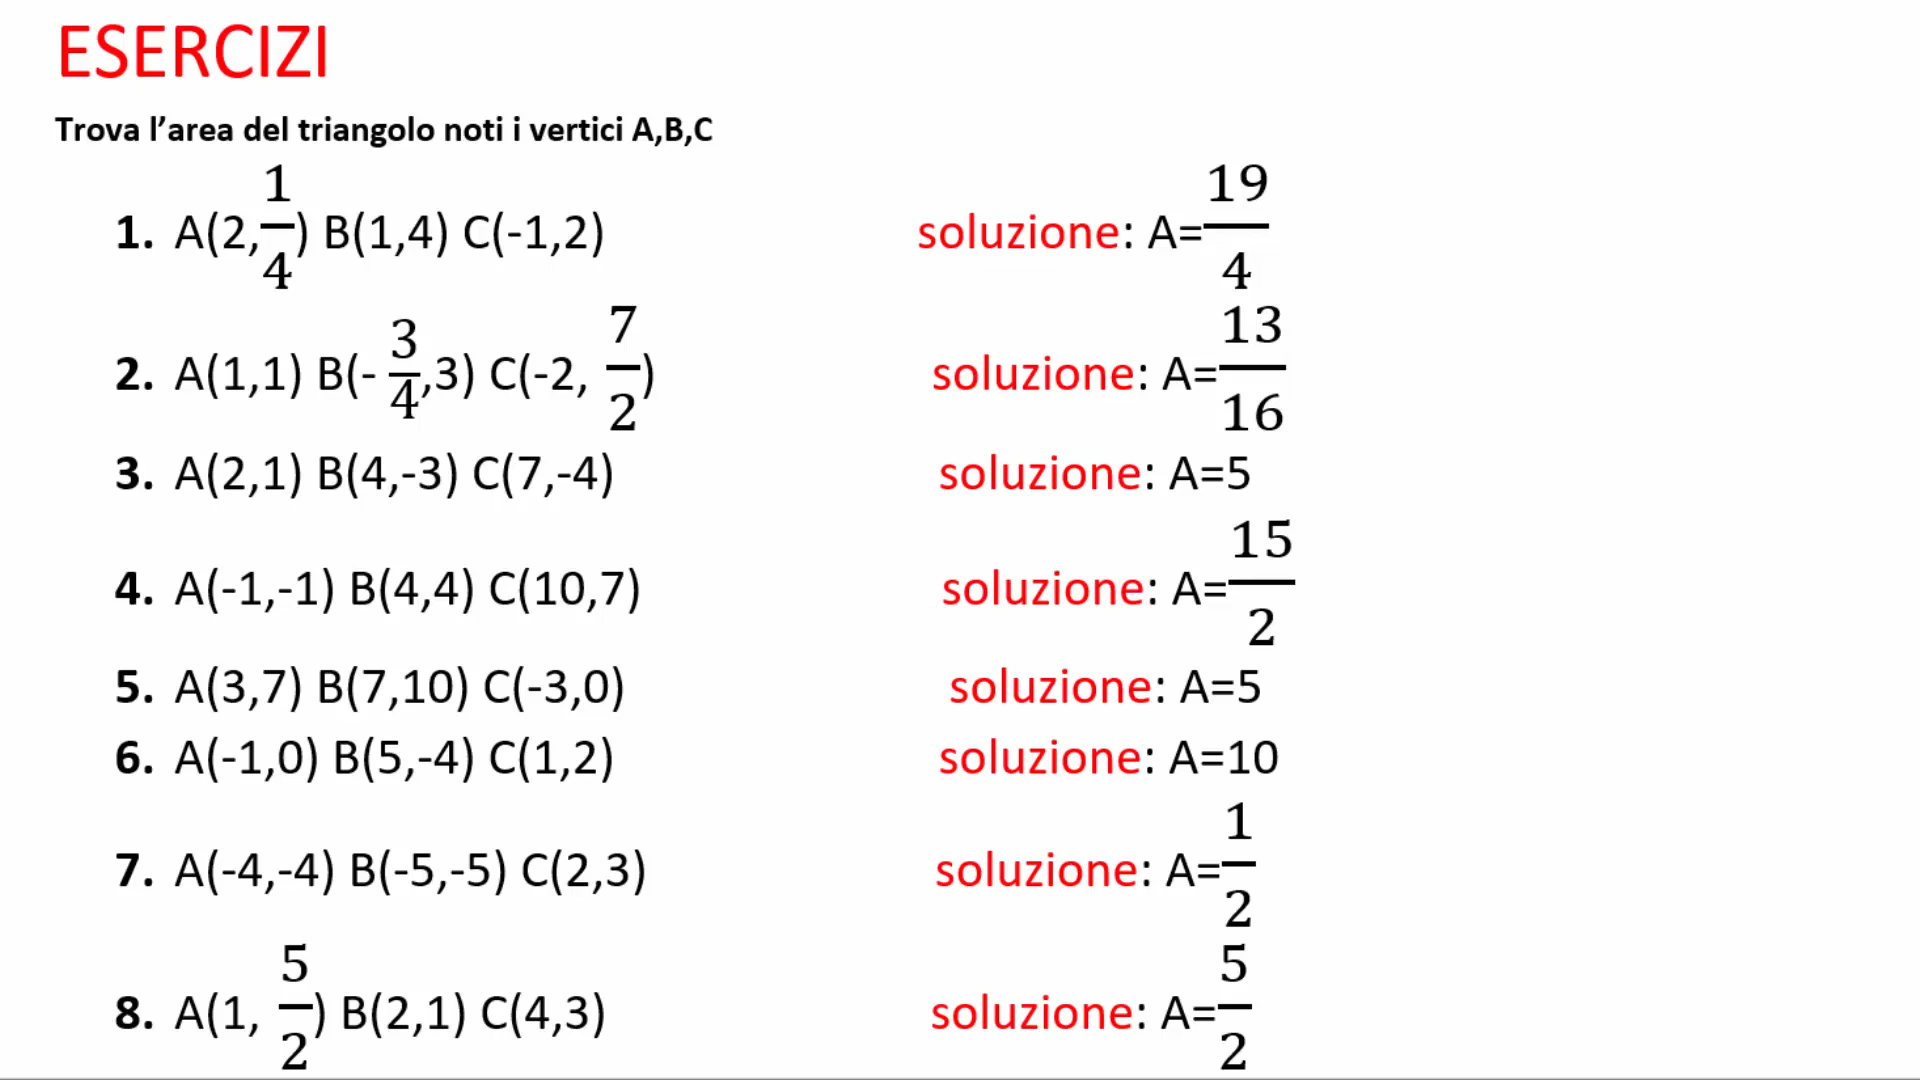 ESERCIZI
Trova l’area del triangolo noti i vertici A,B,C
1. A(2,1/4) B(1,4) C(-1,2) soluzione: A=19/4
2. A(1,1) B(- 3/4,3) C(-2, 7/2) soluzione: A=13/16
3. A(2,1) B(4,-3) C(7,-4) soluzione: A=5
4. A(-1,-1) B(4,4) C(10,7) soluzione: A=15/2
5. A(3,7) B(7,10) C(-3,0) soluzione: A=5
6. A(-1,0) B(5,-4) C(1,2) soluzione: A=10
7. A(-4,-4) B(-5,-5) C(2,3) soluzione: A=1/2
8. A(1, 5/2) B(2,1) C(4,3) soluzione: A=5/2